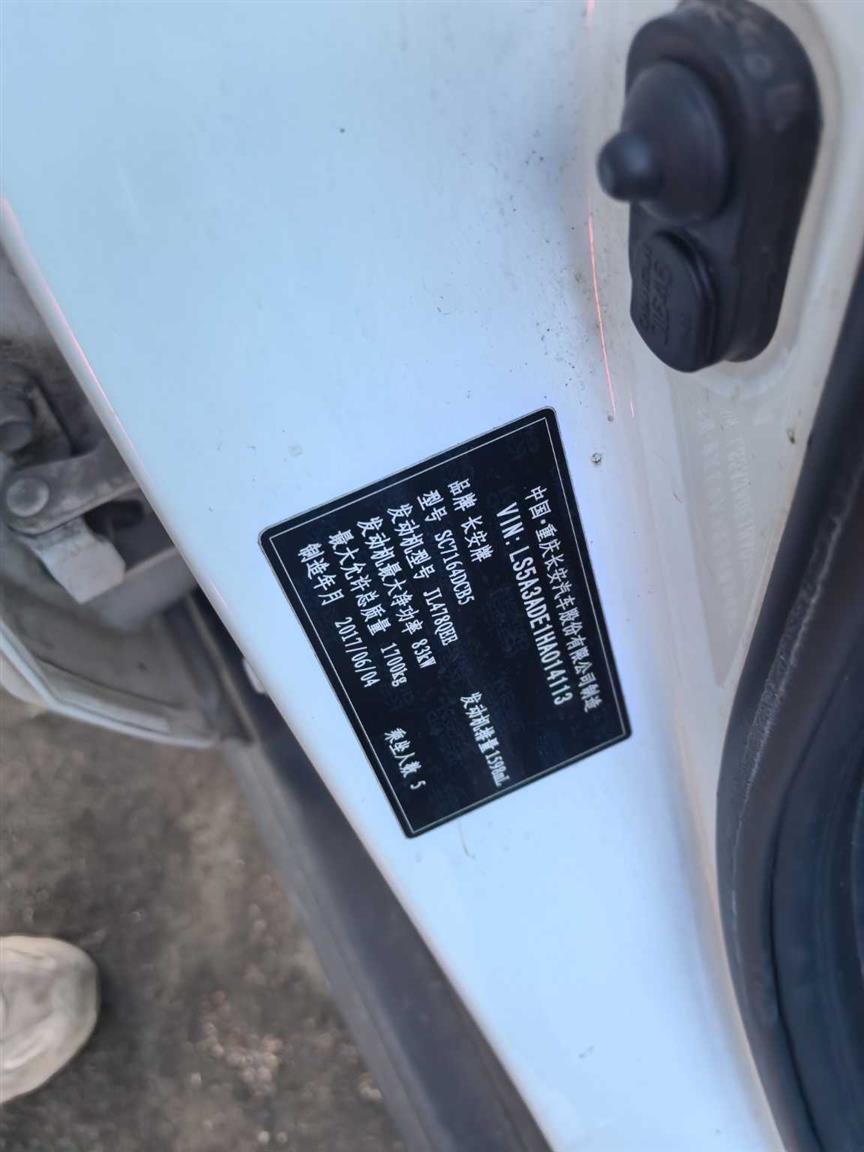 中国·重庆长安汽车股份有限公司制造
VIN: LS5A3ADE1HA014113
品牌 长安牌
型号 SC7164DCB5 发动机排量 1598mL
发动机型号 JL478QEE
发动机最大净功率 83kW
最大允许总质量 1700kg 乘坐人数 5
制造年月 2017/06/04